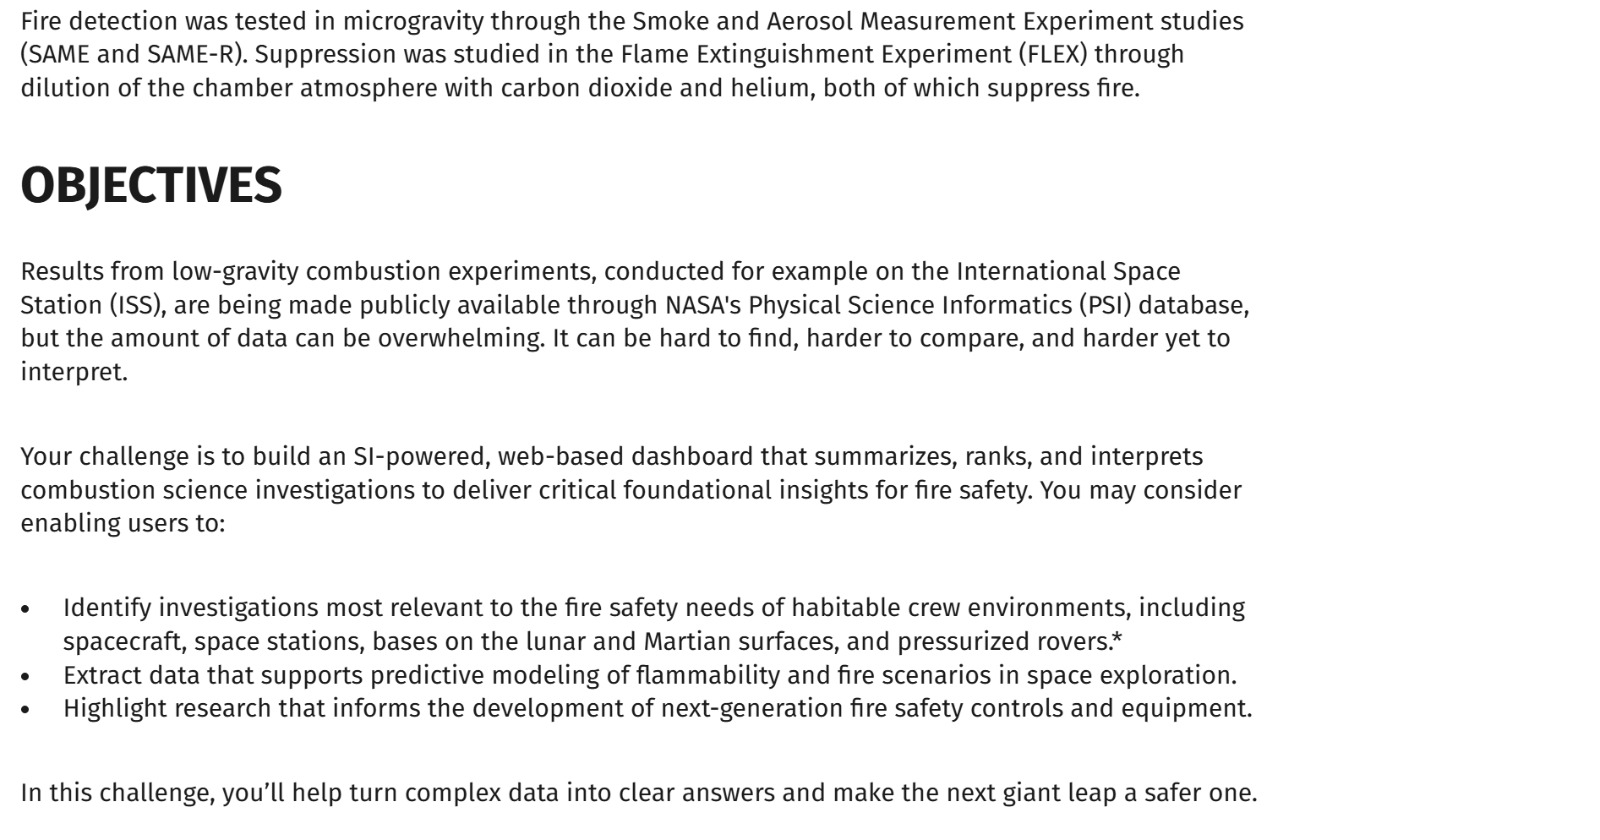 Fire detection was tested in microgravity through the Smoke and Aerosol Measurement Experiment studies
(SAME and SAME-R). Suppression was studied in the Flame Extinguishment Experiment (FLEX) through
dilution of the chamber atmosphere with carbon dioxide and helium, both of which suppress fire.
OBJECTIVES
Results from low-gravity combustion experiments, conducted for example on the International Space
Station (ISS), are being made publicly available through NASA's Physical Science Informatics (PSI) database,
but the amount of data can be overwhelming. It can be hard to find, harder to compare, and harder yet to
interpret.
Your challenge is to build an SI-powered, web-based dashboard that summarizes, ranks, and interprets
combustion science investigations to deliver critical foundational insights for fire safety. You may consider
enabling users to:
• Identify investigations most relevant to the fire safety needs of habitable crew environments, including
spacecraft, space stations, bases on the lunar and Martian surfaces, and pressurized rovers.*
• Extract data that supports predictive modeling of flammability and fire scenarios in space exploration.
• Highlight research that informs the development of next-generation fire safety controls and equipment.
In this challenge, you’ll help turn complex data into clear answers and make the next giant leap a safer one.